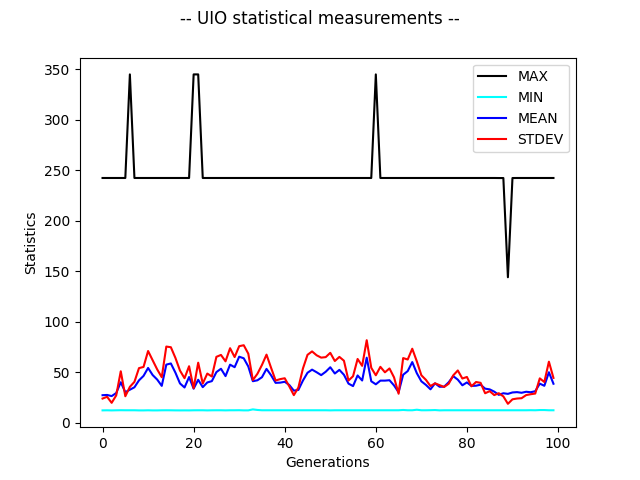 -- UIO statistical measurements --
MAX
MIN
MEAN
STDEV
Statistics
350
300
250
200
150
100
50
0
0 20 40 60 80 100
Generations